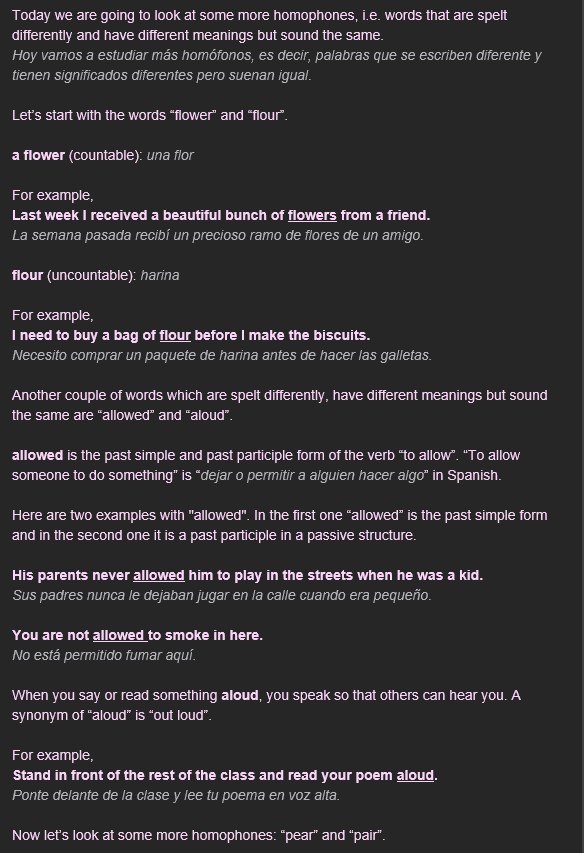 Today we are going to look at some more homophones, i.e. words that are spelt
differently and have different meanings but sound the same.
Hoy vamos a estudiar más homófonos, es decir, palabras que se escriben diferente y
tienen significados diferentes pero suenan igual.
Let’s start with the words “flower” and “flour”.
a flower (countable): una flor
For example,
Last week I received a beautiful bunch of flowers from a friend.
La semana pasada recibí un precioso ramo de flores de un amigo.
flour (uncountable): harina
For example,
I need to buy a bag of flour before I make the biscuits.
Necesito comprar un paquete de harina antes de hacer las galletas.
Another couple of words which are spelt differently, have different meanings but sound
the same are “allowed” and “aloud”.
allowed is the past simple and past participle form of the verb “to allow”. “To allow
someone to do something” is “dejar o permitir a alguien hacer algo” in Spanish.
Here are two examples with "allowed". In the first one “allowed” is the past simple form
and in the second one it is a past participle in a passive structure.
His parents never allowed him to play in the streets when he was a kid.
Sus padres nunca le dejaban jugar en la calle cuando era pequeño.
You are not allowed to smoke in here.
No está permitido fumar aquí.
When you say or read something aloud, you speak so that others can hear you. A
synonym of “aloud” is “out loud”.
For example,
Stand in front of the rest of the class and read your poem aloud.
Ponte delante de la clase y lee tu poema en voz alta.
Now let’s look at some more homophones: “pear” and “pair”.